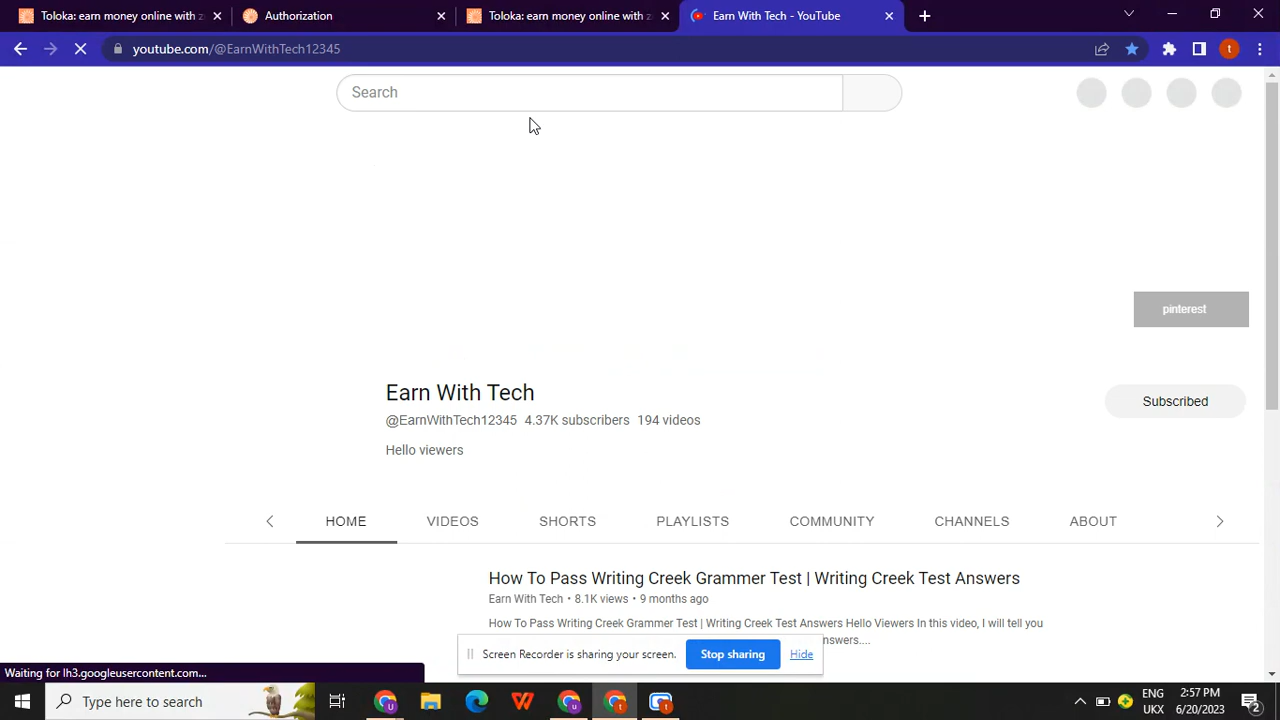 Toloka: earn money online with z
Authorization
Toloka: earn money online with z
Earn With Tech - YouTube
youtube.com/@EarnWithTech12345
t
Search
pinterest
Earn With Tech
Subscribed
@EarnWithTech12345 4.37K subscribers 194 videos
Hello viewers
HOME VIDEOS SHORTS PLAYLISTS COMMUNITY CHANNELS ABOUT
How To Pass Writing Creek Grammer Test | Writing Creek Test Answers
Earn With Tech • 8.1K views • 9 months ago
How To Pass Writing Creek Grammer Test | Writing Creek Test Answers Hello Viewers In this video, I will tell you
nswers....
Screen Recorder is sharing your screen. Stop sharing Hide
Waiting for lh3.googleusercontent.com...
Type here to search
ENG 2:57 PM
UKX 6/20/2023
2